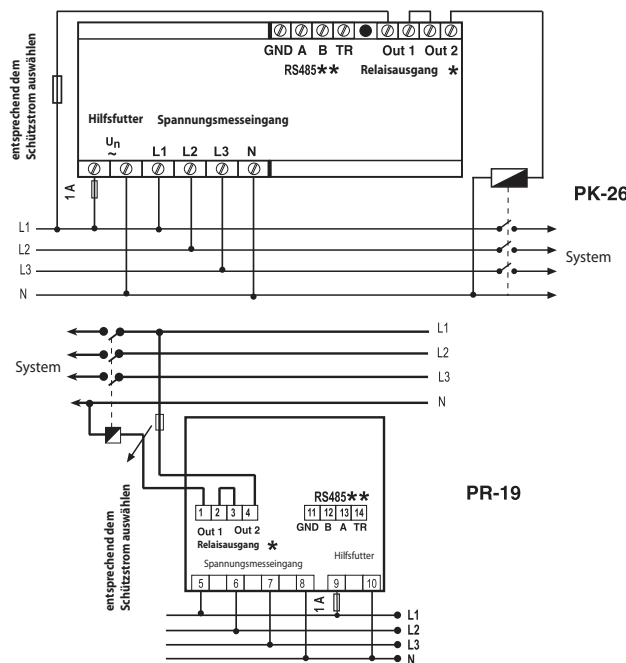 entsprechend dem
Schützstrom auswählen
GND A B TR Out 1 Out 2
RS485** Relaisausgang *
Hilfsfutter Spannungsmesseingang
Un
~ L1 L2 L3 N
1 A
PK-26
L1
L2
L3
N
System
L1
L2
L3
N
System
entsprechend dem
Schützstrom auswählen
PR-19
RS485**
1 2 3 4 11 12 13 14
Out 1 Out 2 GND B A TR
Relaisausgang *
Hilfsfutter
Spannungsmesseingang
5 6 7 8 9 10
1 A
L1
L2
L3
N